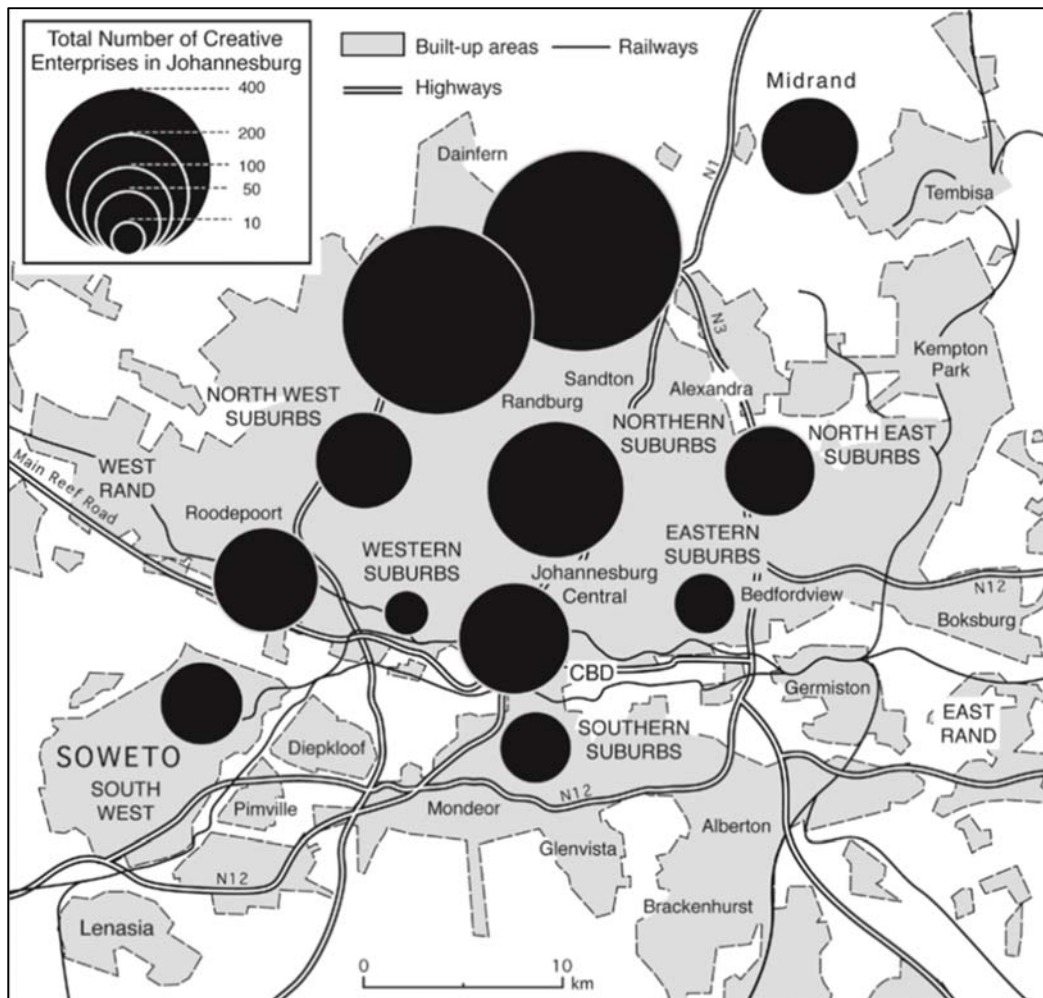 Total Number of Creative
Enterprises in Johannesburg
400
200
100
50
10
Built-up areas
Railways
Highways
Midrand
Dainfern
N1
Tembisa
N3
Kempton
Park
Sandton
Alexandra
NORTH WEST
SUBURBS
Randburg
NORTHERN
SUBURBS
NORTH EAST
SUBURBS
WEST
RAND
Main Reef Road
Roodepoort
WESTERN
SUBURBS
EASTERN
SUBURBS
Johannesburg
Central
Bedfordview
N12
Boksburg
CBD
Germiston
EAST
RAND
SOUTHERN
SUBURBS
SOWETO
SOUTH
WEST
Diepkloof
Pimville
Mondeor
N12
Alberton
Glenvista
N12
Brackenhurst
Lenasia
0
10
km